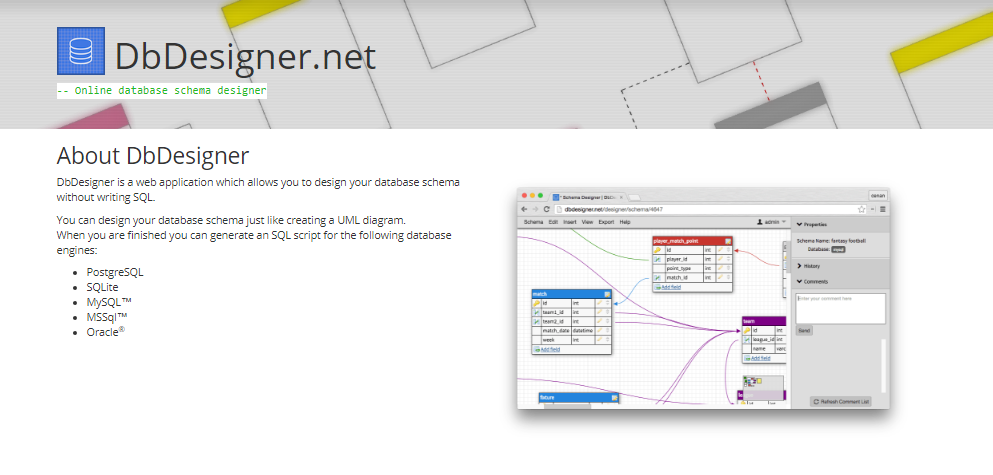 DbDesigner.net
-- Online database schema designer
About DbDesigner
DbDesigner is a web application which allows you to design your database schema
without writing SQL.
You can design your database schema just like creating a UML diagram.
When you are finished you can generate an SQL script for the following database
engines:
PostgreSQL
SQLite
MySQL™
MSSql™
Oracle®
Schema Designer | DbD
danan
dbdesigner.net/designer/schema/4647
Schema Edit Insert View Export Help
admin
Properties
Schema Name: fantasy football
Database:
History
Comments
Enter your comment here
Send
Refresh Comment List
player_match_point
id int
player_id int
point_type int
match_id int
Add field
match
id int
team1_id int
team2_id int
match_date datetime
week int
Add field
team
id int
league_id int
name varc
Add field
fixture